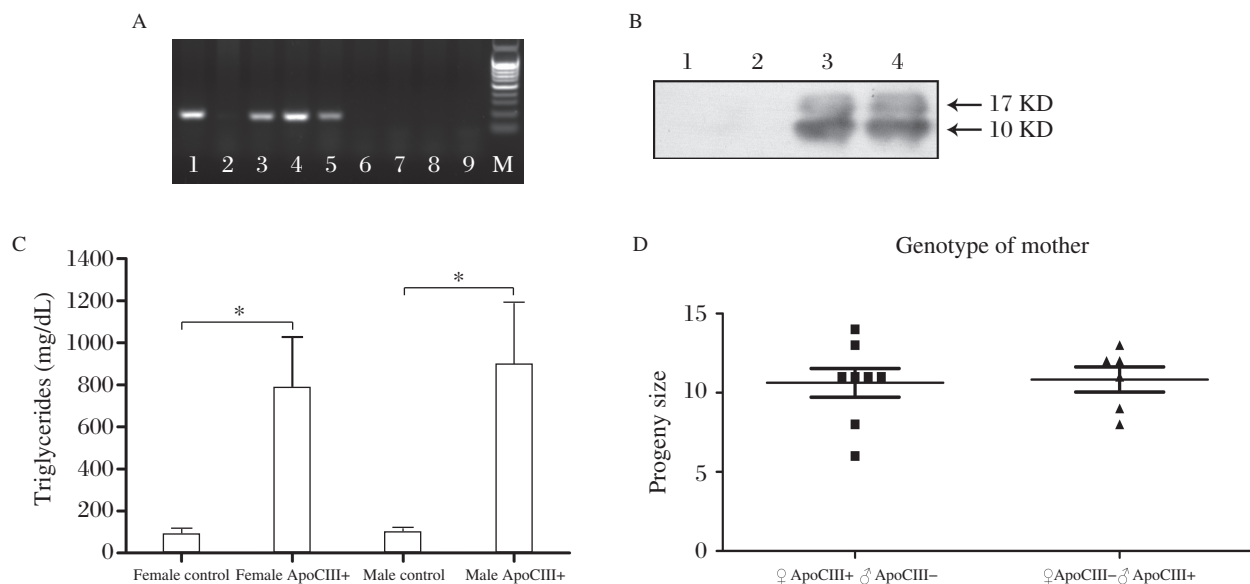 A
1 2 3 4 5 6 7 8 9 M
B
1 2 3 4
← 17 KD
← 10 KD
C
Triglycerides (mg/dL)
1400
1200
1000
800
600
400
200
0
*
*
Female control Female ApoCIII+ Male control Male ApoCIII+
D
Genotype of mother
Progeny size
15
10
5
0
♀ ApoCIII+ ♂ ApoCIII−
♀ApoCIII− ♂ ApoCIII+